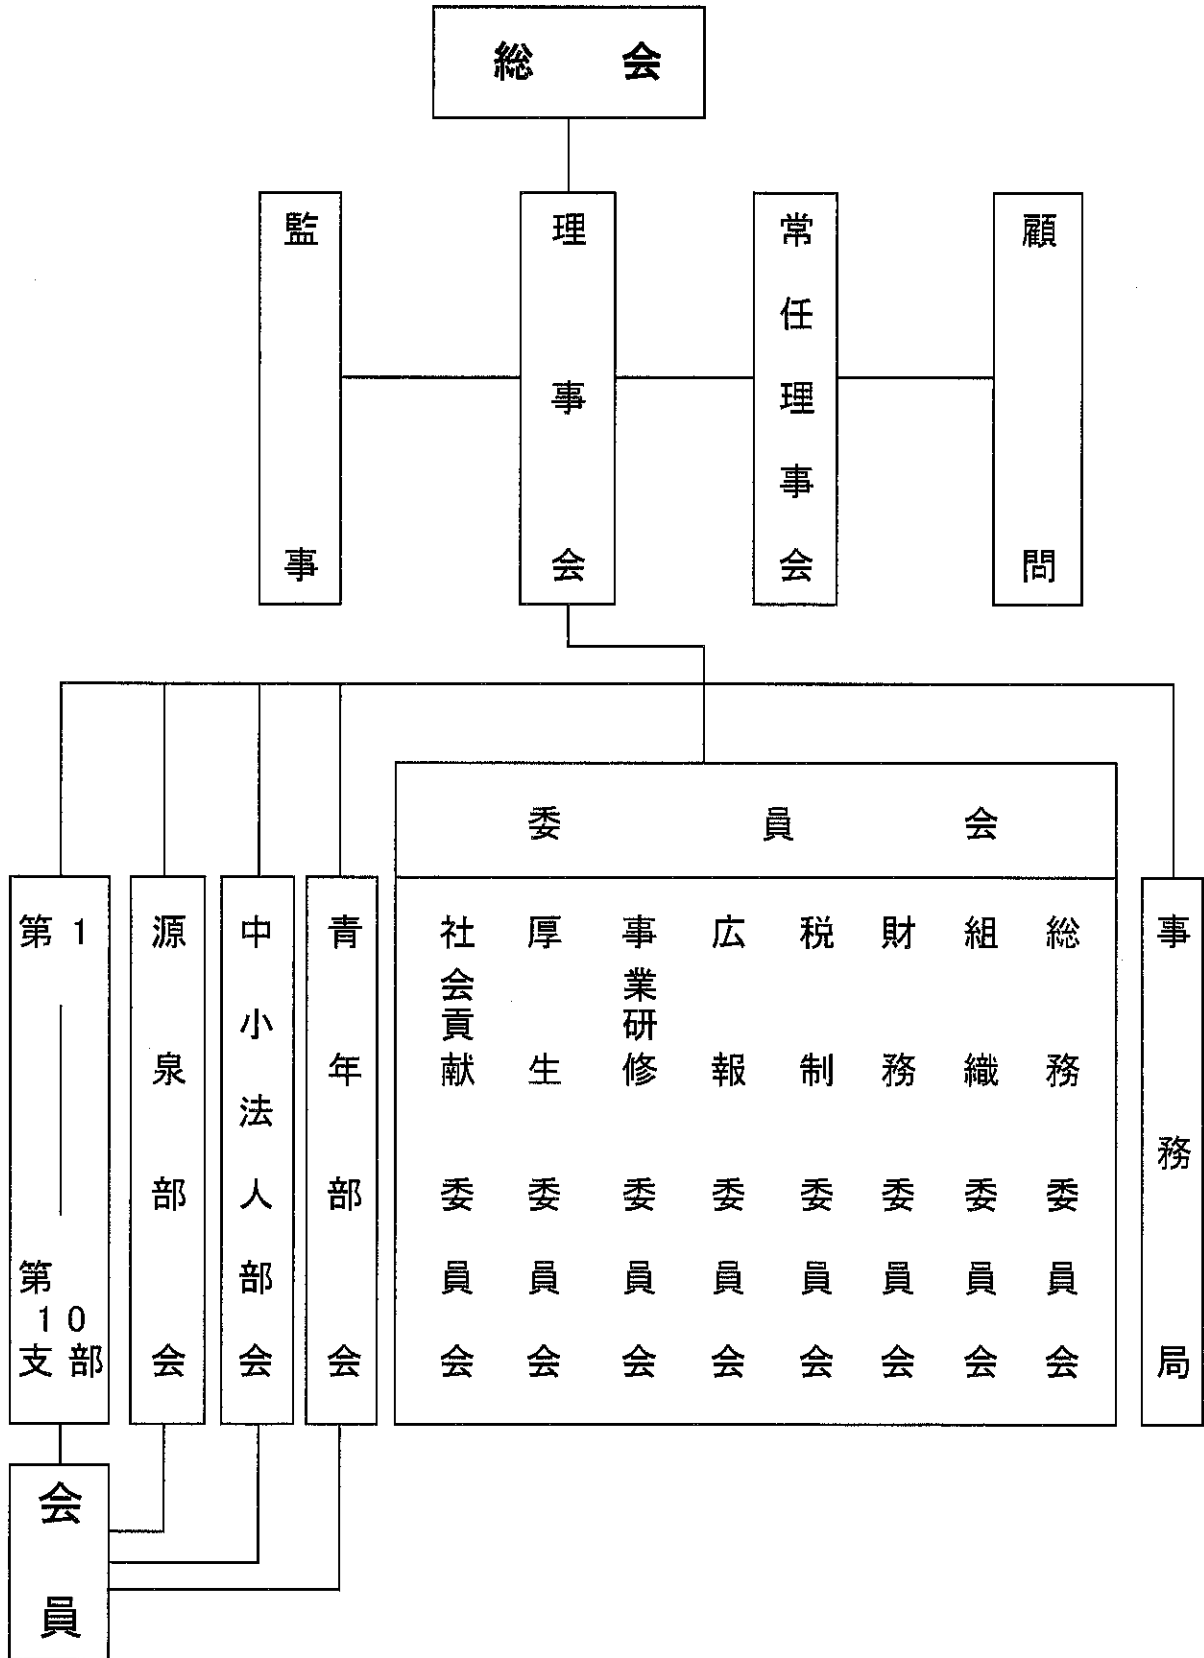 総会
監事
理事会
常任理事会
顧問
委員会
第1
第10支部
源泉部会
中小法人部会
青年部会
社会貢献委員会
厚生委員会
事業研修委員会
広報委員会
税制委員会
財務委員会
組織委員会
総務委員会
事務局
会員